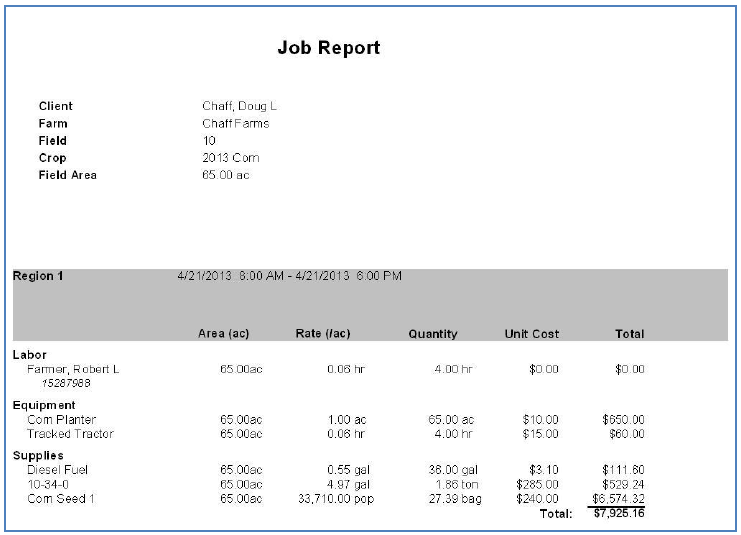 Job Report
Client Chaff, Doug L
Farm Chaff Farms
Field 10
Crop 2013 Corn
Field Area 65.00 ac
Region 1 4/21/2013 8:00 AM - 4/21/2013 6:00 PM
Area (ac) Rate (/ac) Quantity Unit Cost Total
Labor
Farmer, Robert L 65.00ac 0.06 hr 4.00 hr $0.00 $0.00
15287988
Equipment
Corn Planter 65.00ac 1.00 ac 65.00 ac $10.00 $650.00
Tracked Tractor 65.00ac 0.06 hr 4.00 hr $15.00 $60.00
Supplies
Diesel Fuel 65.00ac 0.55 gal 36.00 gal $3.10 $111.60
10-34-0 65.00ac 4.97 gal 1.86 ton $285.00 $529.24
Corn Seed 1 65.00ac 33,710.00 pop 27.39 bag $240.00 $6,574.32
Total: $7,925.16